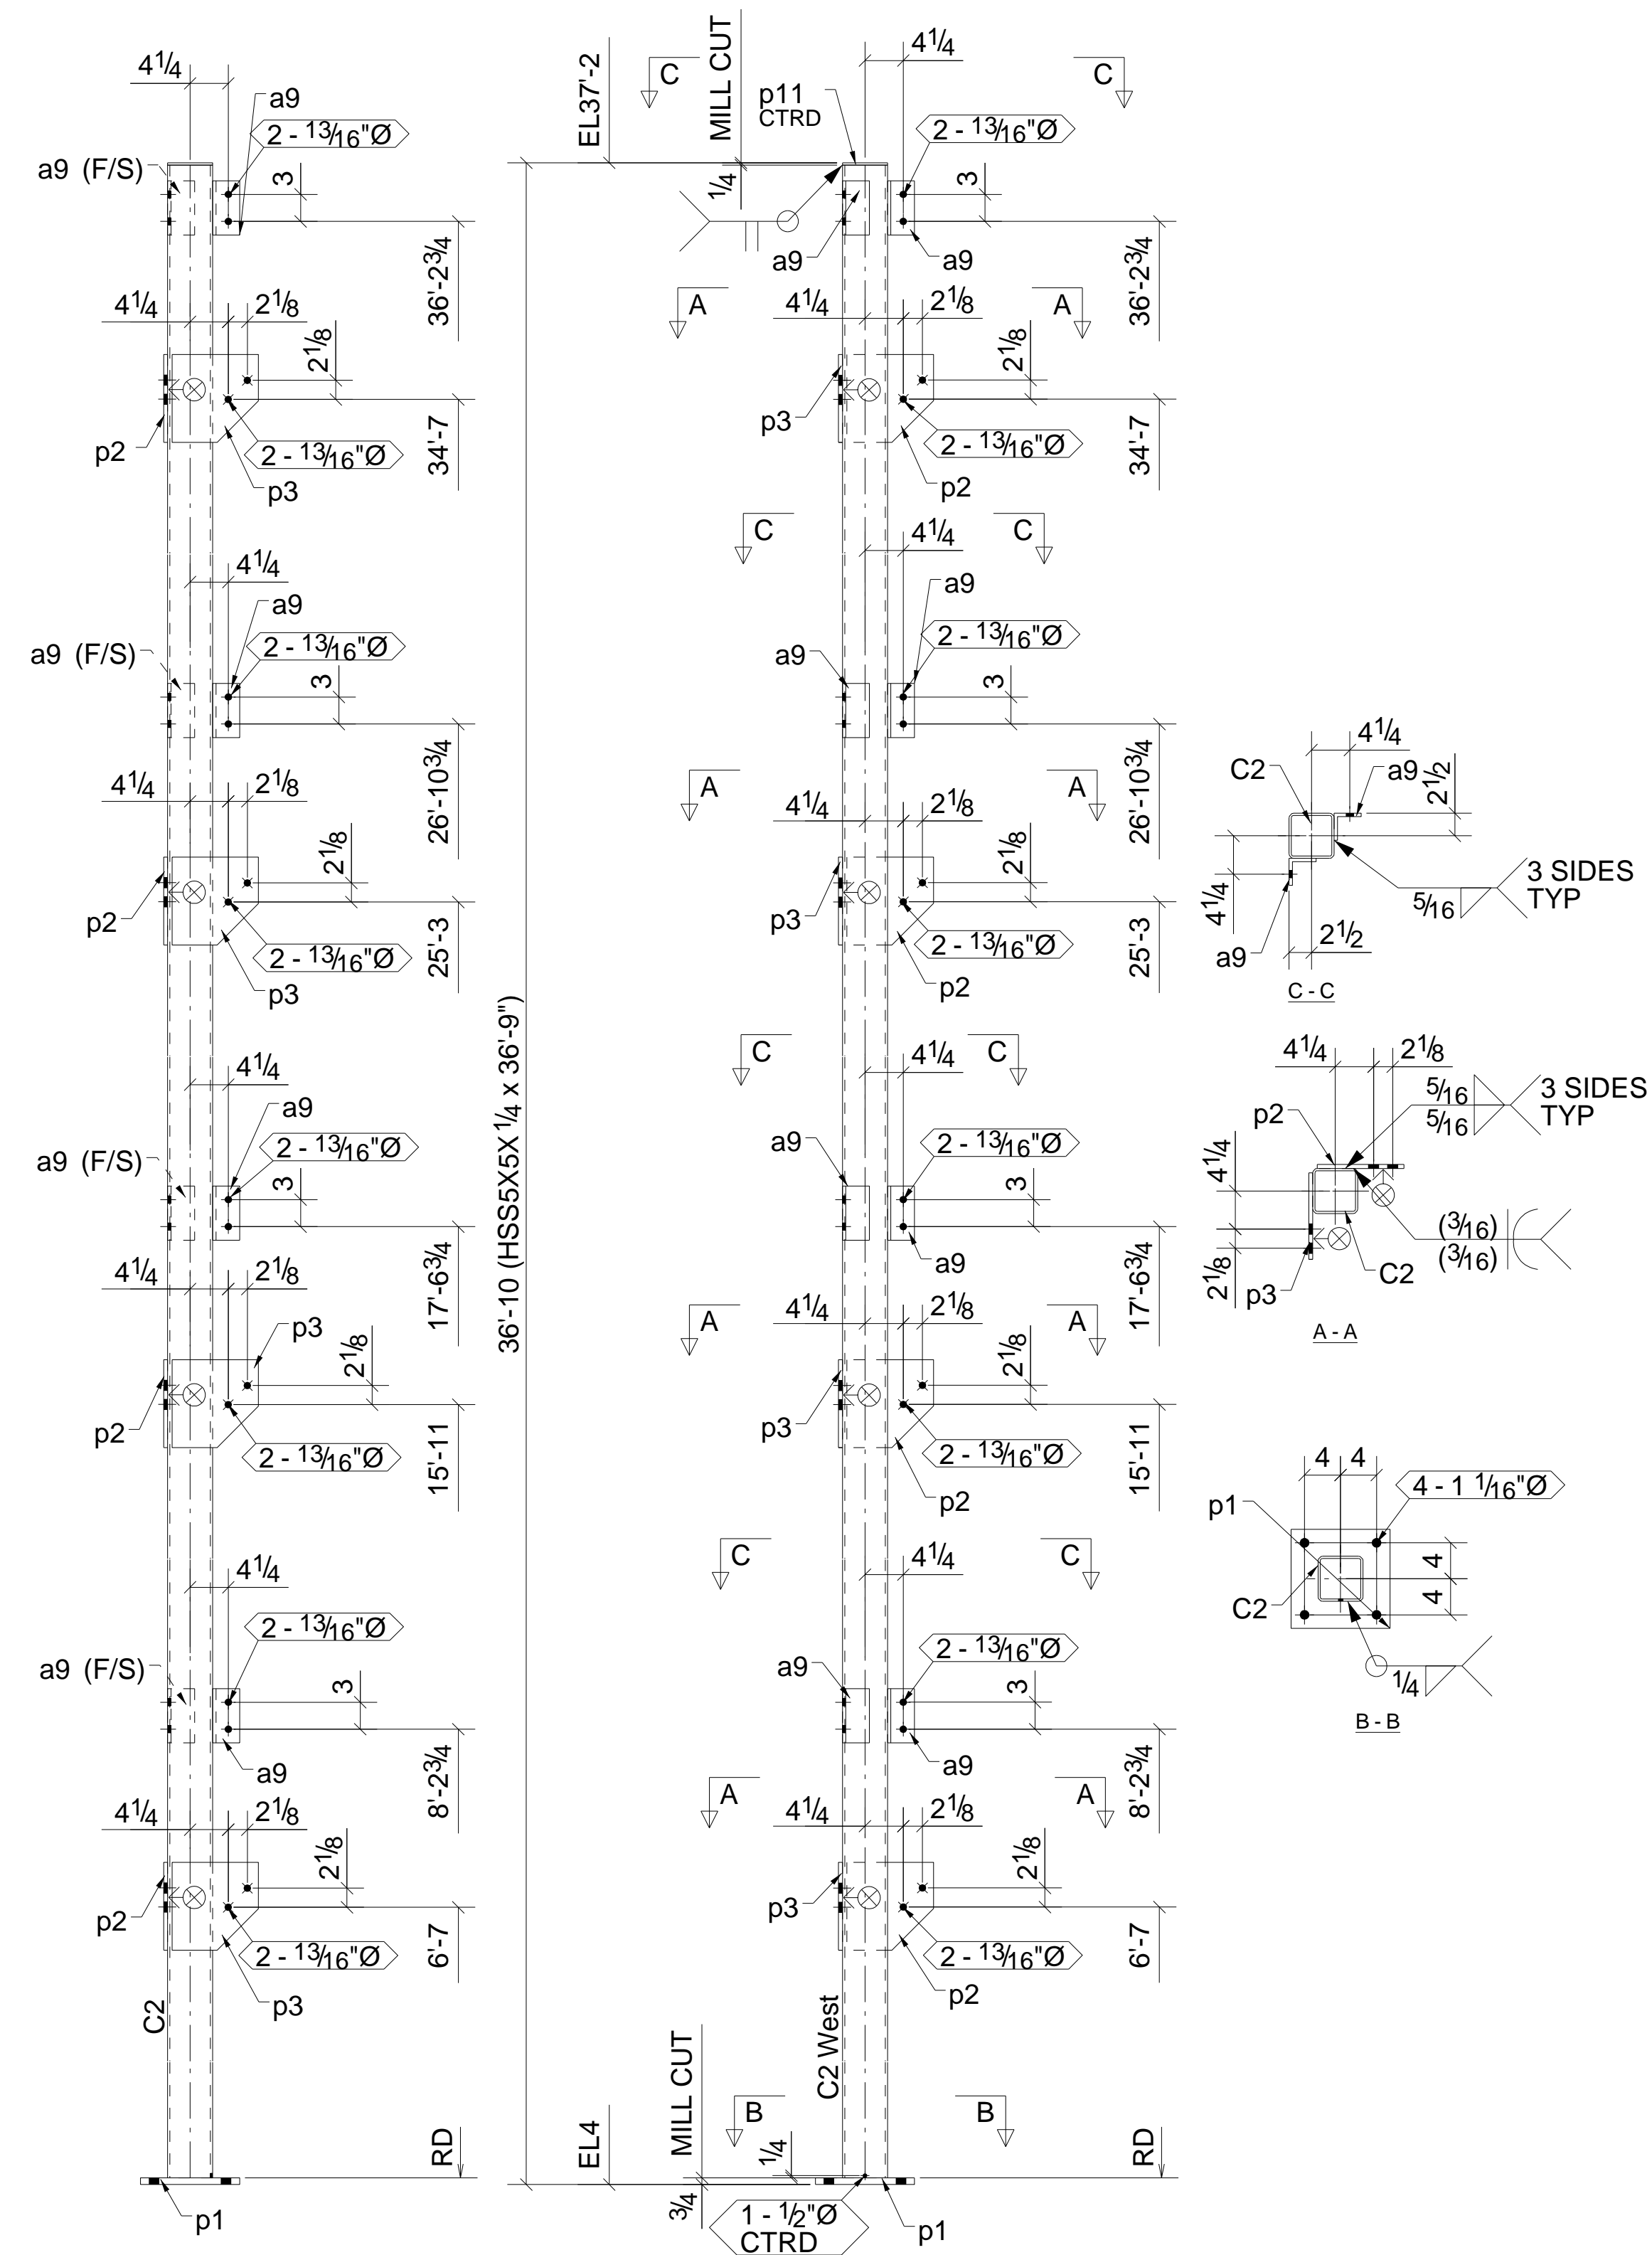 4 1/4
a9
2 - 13/16"Ø
a9 (F/S)
3
36'-2 3/4
4 1/4
2 1/8
2 1/8
p2
2 - 13/16"Ø
34'-7
p3
4 1/4
a9
2 - 13/16"Ø
a9 (F/S)
3
26'-10 3/4
4 1/4
2 1/8
2 1/8
p2
2 - 13/16"Ø
25'-3
p3
4 1/4
a9
2 - 13/16"Ø
a9 (F/S)
3
17'-6 3/4
4 1/4
2 1/8
p3
2 1/8
p2
2 - 13/16"Ø
15'-11
4 1/4
2 - 13/16"Ø
a9 (F/S)
3
a9
8'-2 3/4
4 1/4
2 1/8
2 1/8
p2
2 - 13/16"Ø
6'-7
p3
C2
RD
p1
36'-10 (HSS5X5X1/4 x 36'-9")
EL37'-2
MILL CUT
C
p11
CTRD
4 1/4
C
2 - 13/16"Ø
1/4
3
a9
a9
36'-2 3/4
A
4 1/4
2 1/8
A
2 1/8
p3
2 - 13/16"Ø
34'-7
p2
C
C
4 1/4
a9
2 - 13/16"Ø
a9
3
26'-10 3/4
A
4 1/4
2 1/8
A
2 1/8
p3
2 - 13/16"Ø
25'-3
p2
C
C
4 1/4
a9
2 - 13/16"Ø
3
a9
17'-6 3/4
A
4 1/4
2 1/8
A
2 1/8
p3
2 - 13/16"Ø
15'-11
p2
C
C
4 1/4
2 - 13/16"Ø
a9
3
a9
8'-2 3/4
A
4 1/4
2 1/8
A
2 1/8
p3
2 - 13/16"Ø
6'-7
p2
C2 West
MILL CUT
B
B
EL4
1/4
RD
3/4
1 - 1/2"Ø
CTRD
p1
4 1/4
C2
a9
2 1/2
4 1/4
3 SIDES
TYP
5/16
2 1/2
a9
C - C
4 1/4
2 1/8
5/16
5/16
3 SIDES
TYP
p2
4 1/4
(3/16)
(3/16)
2 1/8
C2
p3
A - A
4
4
4 - 1 1/16"Ø
p1
4
4
C2
1/4
B - B